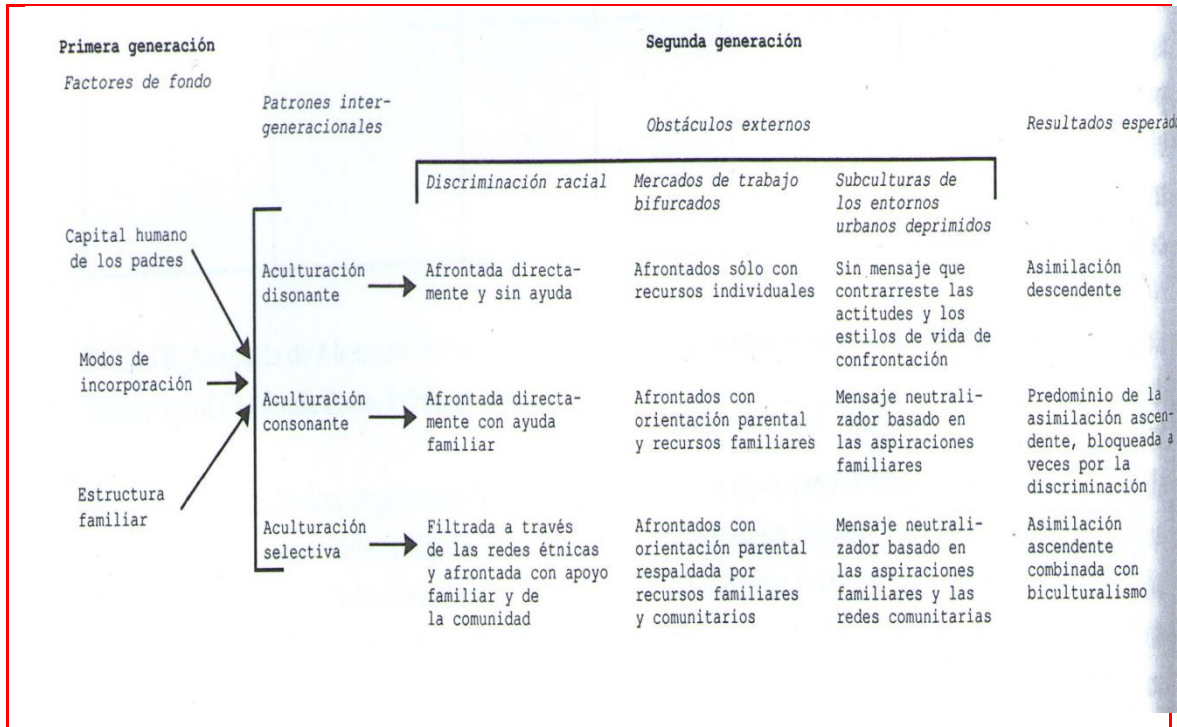 Primera generación
Segunda generación
Factores de fondo
Patrones inter-
generacionales
Obstáculos externos
Resultados
Discriminación racial
Mercados de trabajo
bifurcados
Subculturas de
los entornos
urbanos deprimidos
Capital humano
de los padres
Modos de
incorporación
Estructura
familiar
Aculturación
disonante
Afrontada directa-
mente y sin ayuda
Afrontados sólo con
recursos individuales
Sin mensaje que
contrarreste las
actitudes y los
estilos de vida de
confrontación
Asimilación
descendente
Aculturación
consonante
Afrontada directa-
mente con ayuda
familiar
Afrontados con
orientación parental
y recursos familiares
Mensaje neutrali-
zador basado en
las aspiraciones
familiares
Predominio de la
asimilación ascen-
dente, bloqueada a
veces por la
discriminación
Aculturación
selectiva
Filtrada a través
de las redes étnicas
y afrontada con apoyo
familiar y de
la comunidad
Afrontados con
orientación parental
respaldada por
recursos familiares
y comunitarios
Mensaje neutrali-
zador basado en
las aspiraciones
familiares y las
redes comunitarias
Asimilación
ascendente
combinada con
biculturalismo